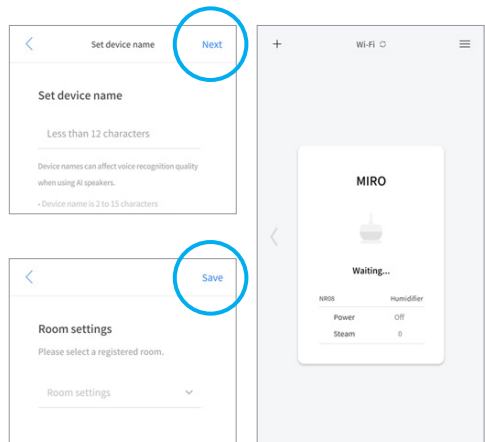 Set device name
Next
Set device name
Less than 12 characters
Device names can affect voice recognition quality
when using AI speakers.
• Device name is 2 to 15 characters
Save
Room settings
Please select a registered room.
Room settings
+
Wi-Fi
MIRO
Waiting...
NR08 Humidifier
Power Off
Steam 0